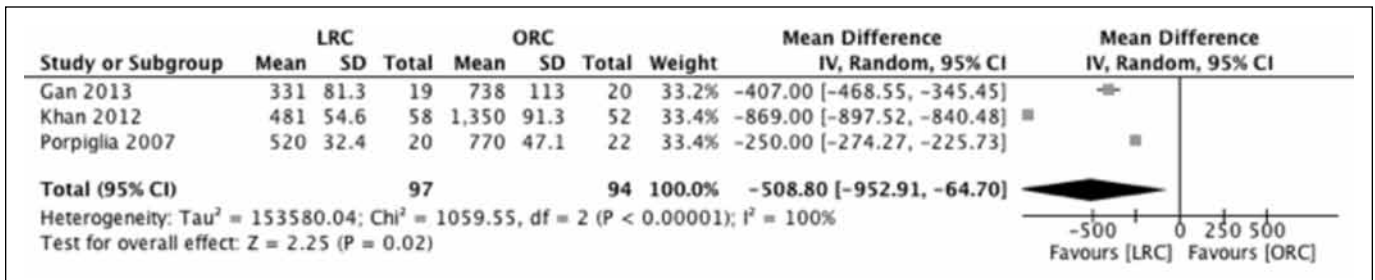 LRC ORC Mean Difference Mean Difference
Study or Subgroup Mean SD Total Mean SD Total Weight IV, Random, 95% CI IV, Random, 95% CI
Gan 2013 331 81.3 19 738 113 20 33.2% -407.00 [-468.55, -345.45]
Khan 2012 481 54.6 58 1,350 91.3 52 33.4% -869.00 [-897.52, -840.48]
Porpiglia 2007 520 32.4 20 770 47.1 22 33.4% -250.00 [-274.27, -225.73]
Total (95% CI) 97 94 100.0% -508.80 [-952.91, -64.70]
Heterogeneity: Tau² = 153580.04; Chi² = 1059.55, df = 2 (P < 0.00001); I² = 100%
Test for overall effect: Z = 2.25 (P = 0.02)
-500 0 250 500
Favours [LRC] Favours [ORC]